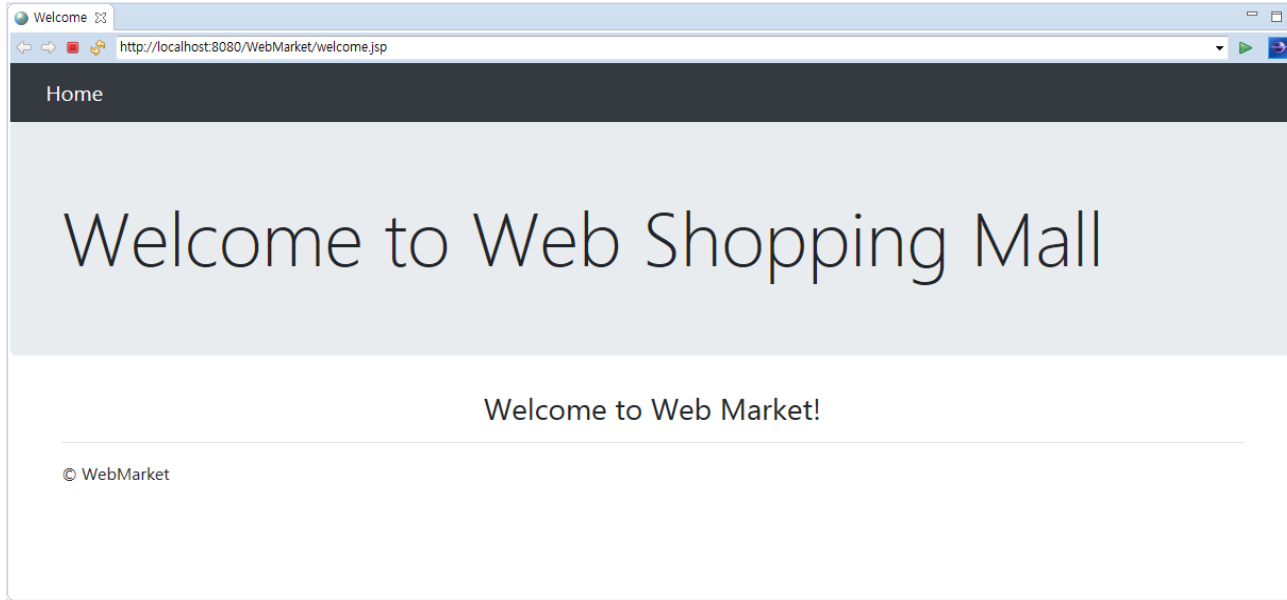 Welcome
http://localhost:8080/WebMarket/welcome.jsp
Home
Welcome to Web Shopping Mall
Welcome to Web Market!
© WebMarket